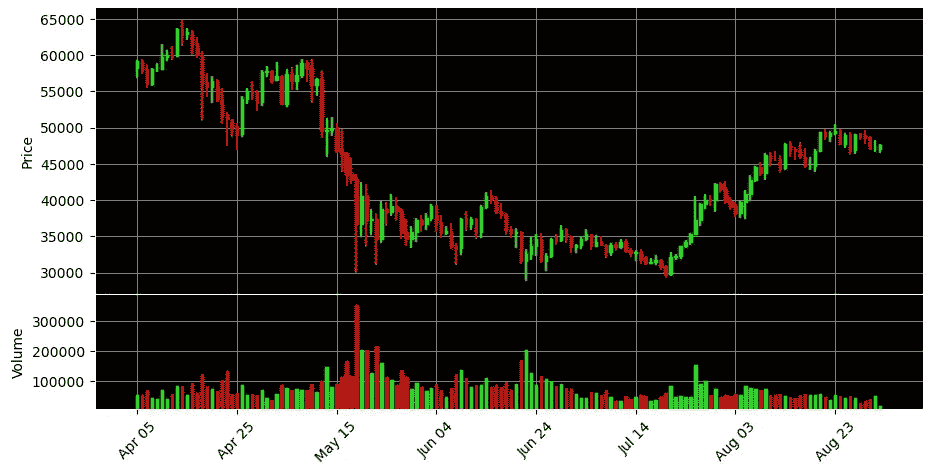 65000
60000
55000
50000
45000
40000
35000
30000
Price
300000
200000
100000
Volume
Apr 05
Apr 25
May 15
Jun 04
Jun 24
Jul 14
Aug 03
Aug 23